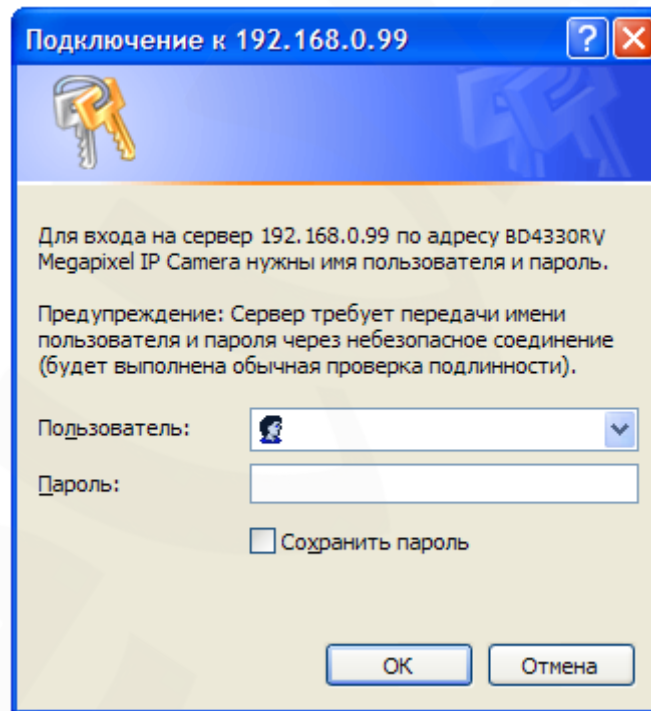 Подключение к 192.168.0.99
Для входа на сервер 192.168.0.99 по адресу BD4330RV
Megapixel IP Camera нужны имя пользователя и пароль.
Предупреждение: Сервер требует передачи имени
пользователя и пароля через небезопасное соединение
(будет выполнена обычная проверка подлинности).
Пользователь:
Пароль:
Сохранить пароль
ОК
Отмена